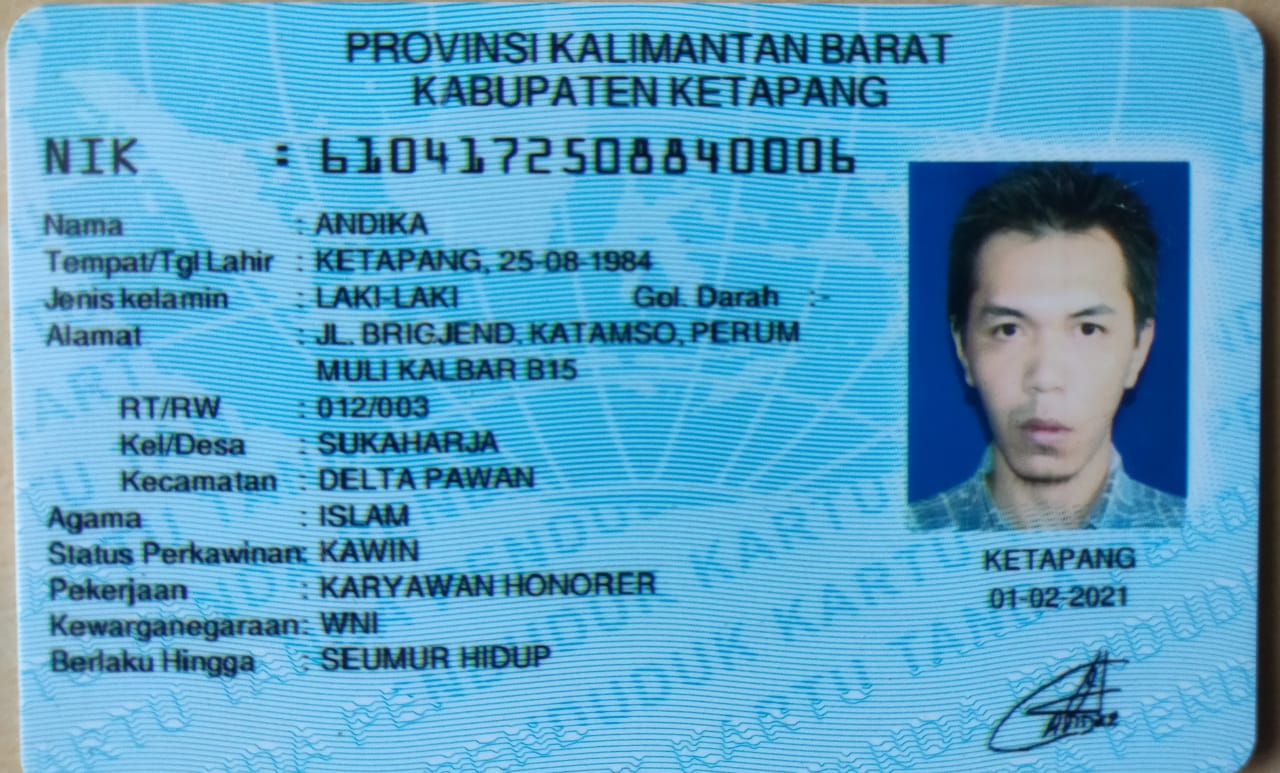 PROVINSI KALIMANTAN BARAT
KABUPATEN KETAPANG
NIK : 6104172508840006
Nama : ANDIKA
Tempat/Tgl Lahir : KETAPANG, 25-08-1984
Jenis kelamin : LAKI-LAKI Gol. Darah : -
Alamat : JL. BRIGJEND. KATAMSO, PERUM
MULI KALBAR B15
RT/RW : 012/003
Kel/Desa : SUKAHARJA
Kecamatan : DELTA PAWAN
Agama : ISLAM
Status Perkawinan: KAWIN
Pekerjaan : KARYAWAN HONORER
Kewarganegaraan: WNI
Berlaku Hingga : SEUMUR HIDUP
KETAPANG
01-02-2021